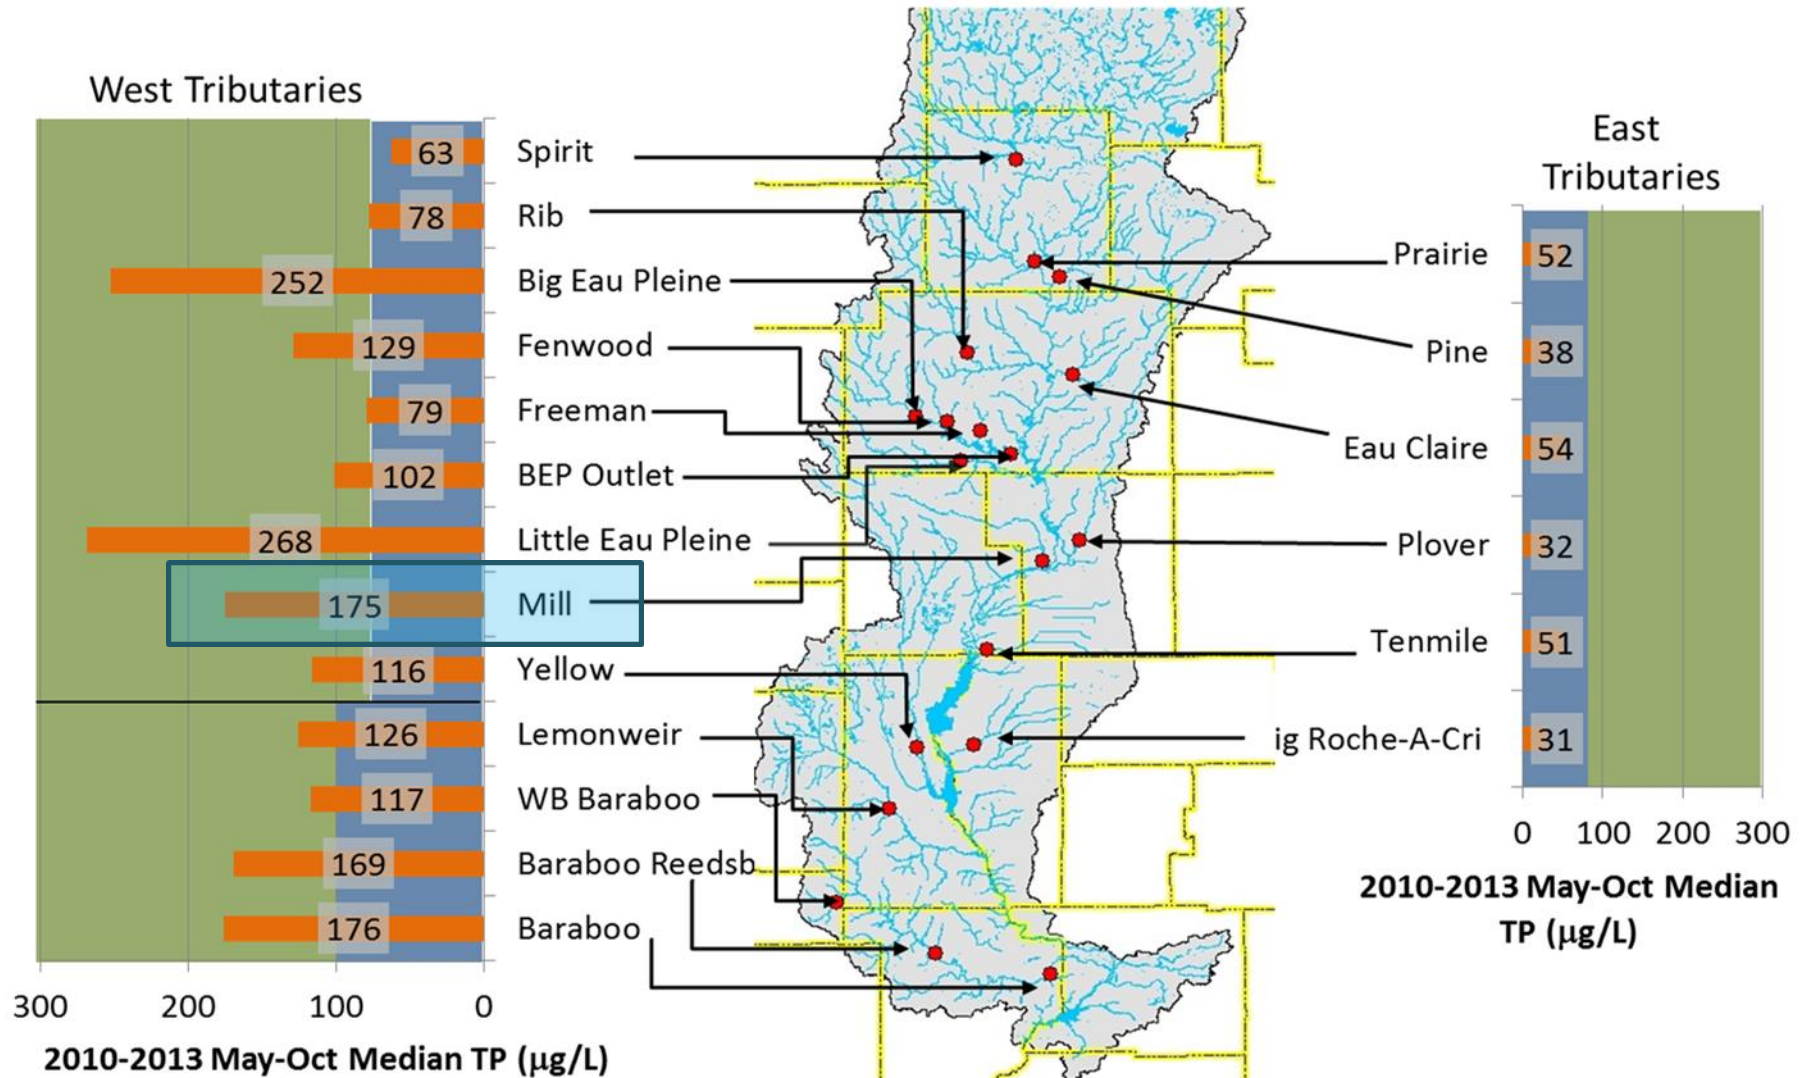 West Tributaries
63
Spirit
78
Rib
252
Big Eau Pleine
129
Fenwood
79
Freeman
102
BEP Outlet
268
Little Eau Pleine
175
Mill
116
Yellow
126
Lemonweir
117
WB Baraboo
169
Baraboo Reedsb
176
Baraboo
300 200 100 0
2010-2013 May-Oct Median TP (µg/L)
East
Tributaries
Prairie
52
Pine
38
Eau Claire
54
Plover
32
Tenmile
51
ig Roche-A-Cri
31
0 100 200 300
2010-2013 May-Oct Median
TP (µg/L)